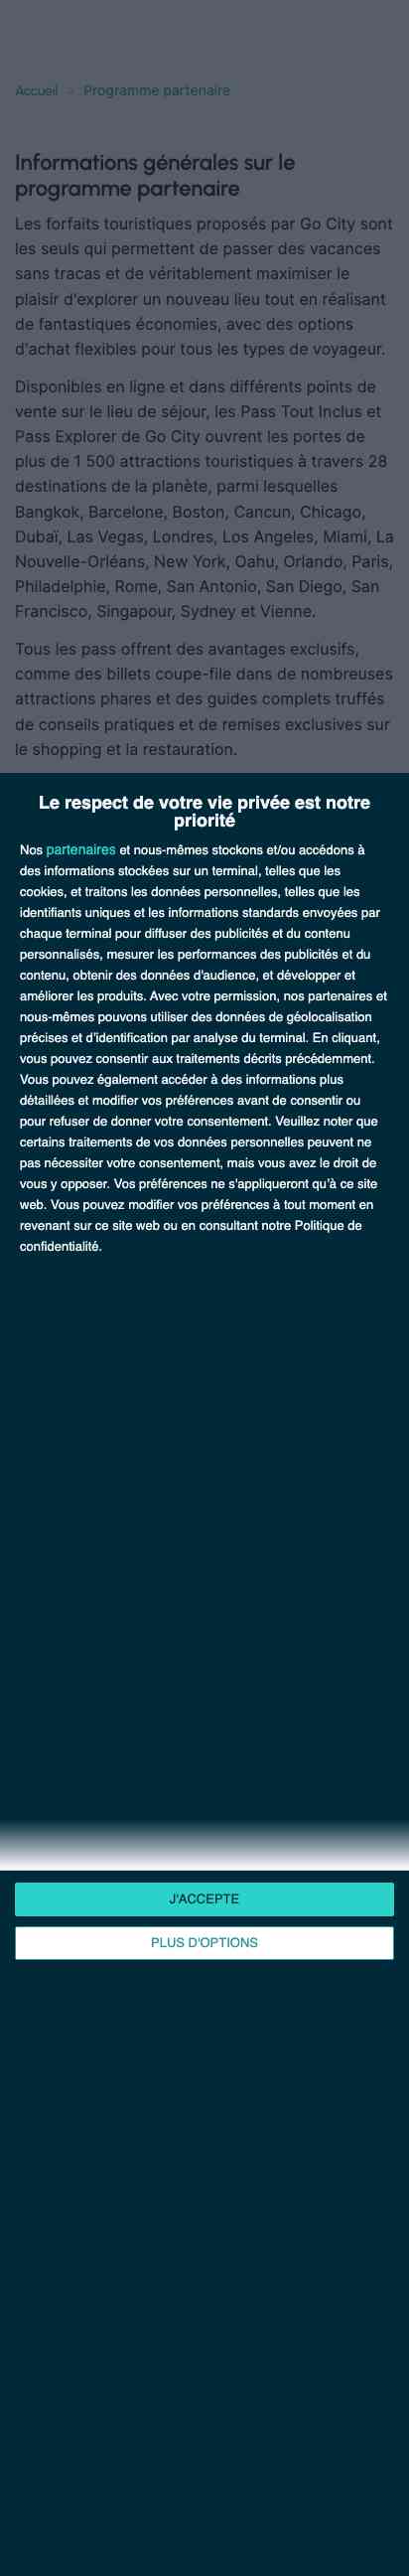 Accueil → Programme partenaire
Informations générales sur le
programme partenaire
Les forfaits touristiques proposés par Go City sont
les seuls qui permettent de passer des vacances
sans tracas et de véritablement maximiser le
plaisir d'explorer un nouveau lieu tout en réalisant
de fantastiques économies, avec des options
d'achat flexibles pour tous les types de voyageur.
Disponibles en ligne et dans différents points de
vente sur le lieu de séjour, les Pass Tout Inclus et
Pass Explorer de Go City ouvrent les portes de
plus de 1 500 attractions touristiques à travers 28
destinations de la planète, parmi lesquelles
Bangkok, Barcelone, Boston, Cancun, Chicago,
Dubaï, Las Vegas, Londres, Los Angeles, Miami, La
Nouvelle-Orléans, New York, Oahu, Orlando, Paris,
Philadelphie, Rome, San Antonio, San Diego, San
Francisco, Singapour, Sydney et Vienne.
Tous les pass offrent des avantages exclusifs,
comme des billets coupe-file dans de nombreuses
attractions phares et des guides complets truffés
de conseils pratiques et de remises exclusives sur
le shopping et la restauration.
Le respect de votre vie privée est notre
priorité
Nos partenaires et nous-mêmes stockons et/ou accédons à
des informations stockées sur un terminal, telles que les
cookies, et traitons les données personnelles, telles que les
identifiants uniques et les informations standards envoyées par
chaque terminal pour diffuser des publicités et du contenu
personnalisés, mesurer les performances des publicités et du
contenu, obtenir des données d'audience, et développer et
améliorer les produits. Avec votre permission, nos partenaires et
nous-mêmes pouvons utiliser des données de géolocalisation
précises et d’identification par analyse du terminal. En cliquant,
vous pouvez consentir aux traitements décrits précédemment.
Vous pouvez également accéder à des informations plus
détaillées et modifier vos préférences avant de consentir ou
pour refuser de donner votre consentement. Veuillez noter que
certains traitements de vos données personnelles peuvent ne
pas nécessiter votre consentement, mais vous avez le droit de
vous y opposer. Vos préférences ne s'appliqueront qu’à ce site
web. Vous pouvez modifier vos préférences à tout moment en
revenant sur ce site web ou en consultant notre Politique de
confidentialité.
J'ACCEPTE
PLUS D'OPTIONS